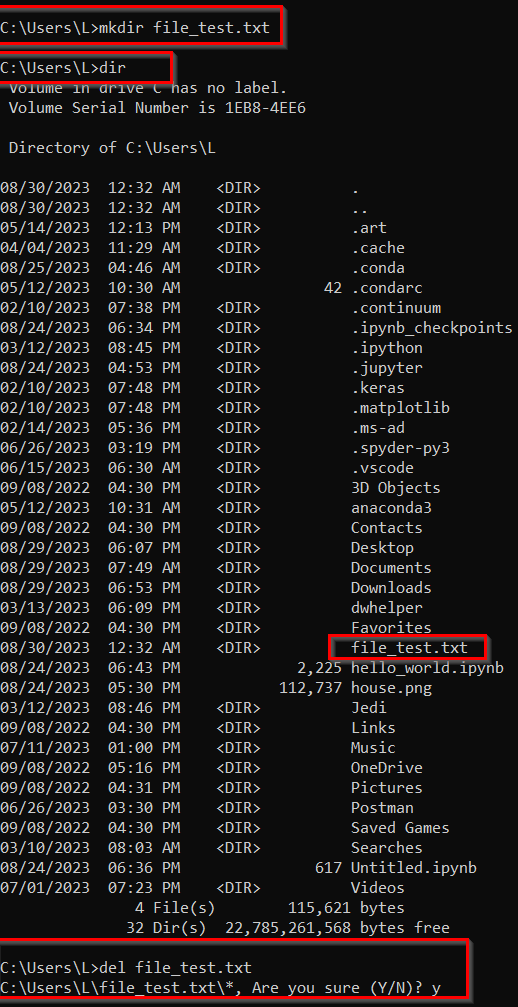 C:\Users\L>mkdir file_test.txt
C:\Users\L>dir
Volume in drive C has no label.
Volume Serial Number is 1EB8-4EE6
Directory of C:\Users\L
08/30/2023 12:32 AM <DIR> .
08/30/2023 12:32 AM <DIR> ..
05/14/2023 12:13 PM <DIR> .art
04/04/2023 11:29 AM <DIR> .cache
08/25/2023 04:46 AM <DIR> .conda
05/12/2023 10:30 AM 42 .condarc
02/10/2023 07:38 PM <DIR> .continuum
08/24/2023 06:34 PM <DIR> .ipynb_checkpoints
03/12/2023 08:45 PM <DIR> .ipython
08/24/2023 04:53 PM <DIR> .jupyter
02/10/2023 07:48 PM <DIR> .keras
02/10/2023 07:48 PM <DIR> .matplotlib
02/14/2023 05:36 PM <DIR> .ms-ad
06/26/2023 03:19 PM <DIR> .spyder-py3
06/15/2023 06:30 AM <DIR> .vscode
09/08/2022 04:30 PM <DIR> 3D Objects
05/12/2023 10:31 AM <DIR> anaconda3
09/08/2022 04:30 PM <DIR> Contacts
08/29/2023 06:07 PM <DIR> Desktop
08/29/2023 07:49 AM <DIR> Documents
08/29/2023 06:53 PM <DIR> Downloads
03/13/2023 06:09 PM <DIR> dwhelper
09/08/2022 04:30 PM <DIR> Favorites
08/30/2023 12:32 AM <DIR> file_test.txt
08/24/2023 06:43 PM 2,225 hello_world.ipynb
08/24/2023 05:30 PM 112,737 house.png
03/12/2023 08:46 PM <DIR> Jedi
09/08/2022 04:30 PM <DIR> Links
07/11/2023 01:00 PM <DIR> Music
09/08/2022 05:16 PM <DIR> OneDrive
09/08/2022 04:31 PM <DIR> Pictures
06/26/2023 03:30 PM <DIR> Postman
09/08/2022 04:30 PM <DIR> Saved Games
03/10/2023 08:03 AM <DIR> Searches
08/24/2023 06:36 PM 617 Untitled.ipynb
07/01/2023 07:23 PM <DIR> Videos
4 File(s) 115,621 bytes
32 Dir(s) 22,785,261,568 bytes free
C:\Users\L>del file_test.txt
C:\Users\L\file_test.txt\*, Are you sure (Y/N)? y